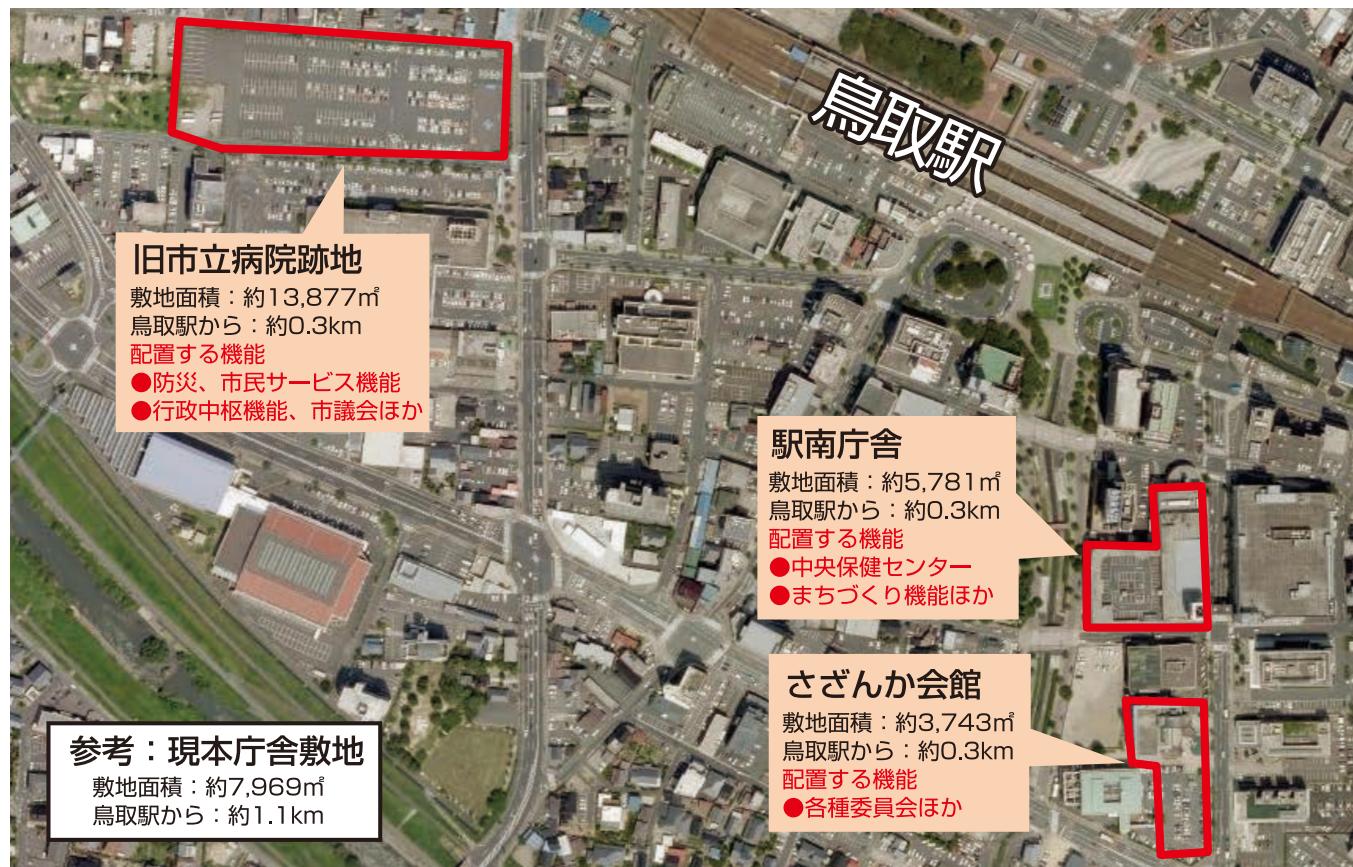 鳥取駅
旧市立病院跡地
敷地面積：約13,877㎡
鳥取駅から：約0.3km
配置する機能
●防災、市民サービス機能
●行政中枢機能、市議会ほか
駅南庁舎
敷地面積：約5,781㎡
鳥取駅から：約0.3km
配置する機能
●中央保健センター
●まちづくり機能ほか
さざんか会館
敷地面積：約3,743㎡
鳥取駅から：約0.3km
配置する機能
●各種委員会ほか
参考：現本庁舎敷地
敷地面積：約7,969㎡
鳥取駅から：約1.1km